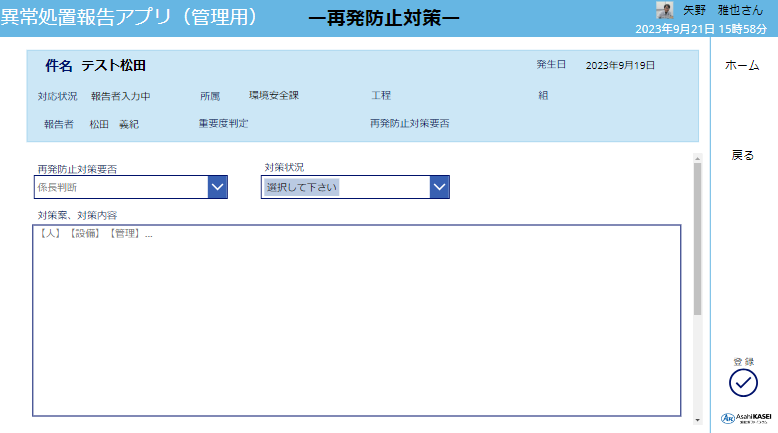 異常処置報告アプリ（管理用）
ー再発防止対策ー
矢野　雅也さん
2023年9月21日 15時58分
件名 テスト松田
発生日 2023年9月19日
対応状況 報告者入力中 所属 環境安全課 工程 組
報告者 松田　義紀 重要度判定 再発防止対策要否
ホーム
戻る
再発防止対策要否 対策状況
係長判断 選択して下さい
対策案、対策内容
【人】【設備】【管理】...
登録
AsahiKASEI